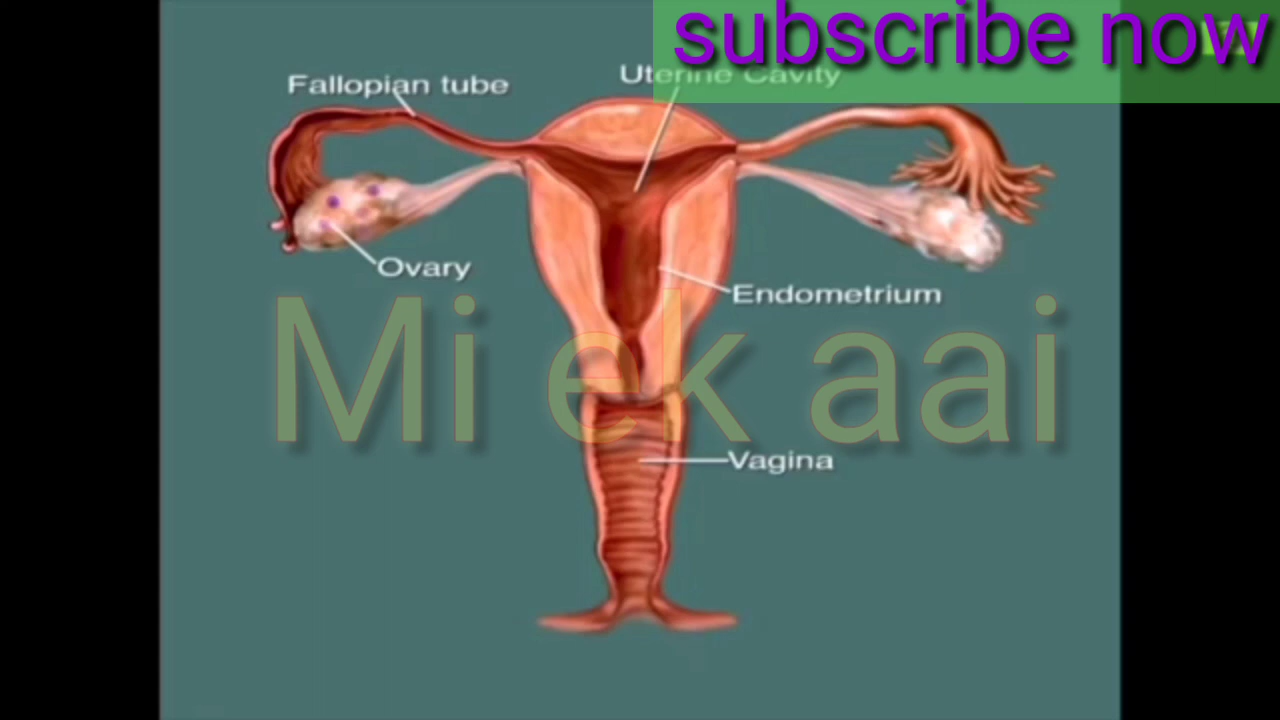 subscribe now
Fallopian tube
Uterine Cavity
Ovary
Endometrium
Mi ek aai
Vagina